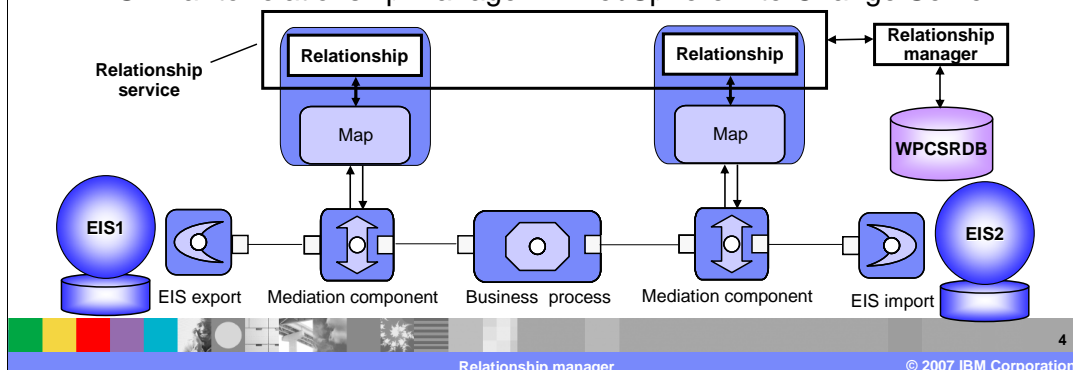 Relationship
manager
Relationship
Relationship
Relationship
service
Map
Map
WPCSRDB
EIS1
EIS2
EIS export
Mediation component
Business process
Mediation component
EIS import
4
Relationship manager
© 2007 IBM Corporation